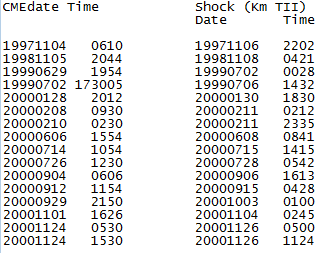 CMEdate Time Shock (Km TII)
Date Time
19971104 0610 19971106 2202
19981105 2044 19981108 0421
19990629 1954 19990702 0028
19990702 173005 19990706 1432
20000128 2012 20000130 1830
20000208 0930 20000211 0212
20000210 0230 20000211 2335
20000606 1554 20000608 0841
20000714 1054 20000715 1415
20000726 1230 20000728 0542
20000904 0606 20000906 1613
20000912 1154 20000915 0428
20000929 2150 20001003 0100
20001101 1626 20001104 0245
20001124 0530 20001126 0500
20001124 1530 20001126 1124